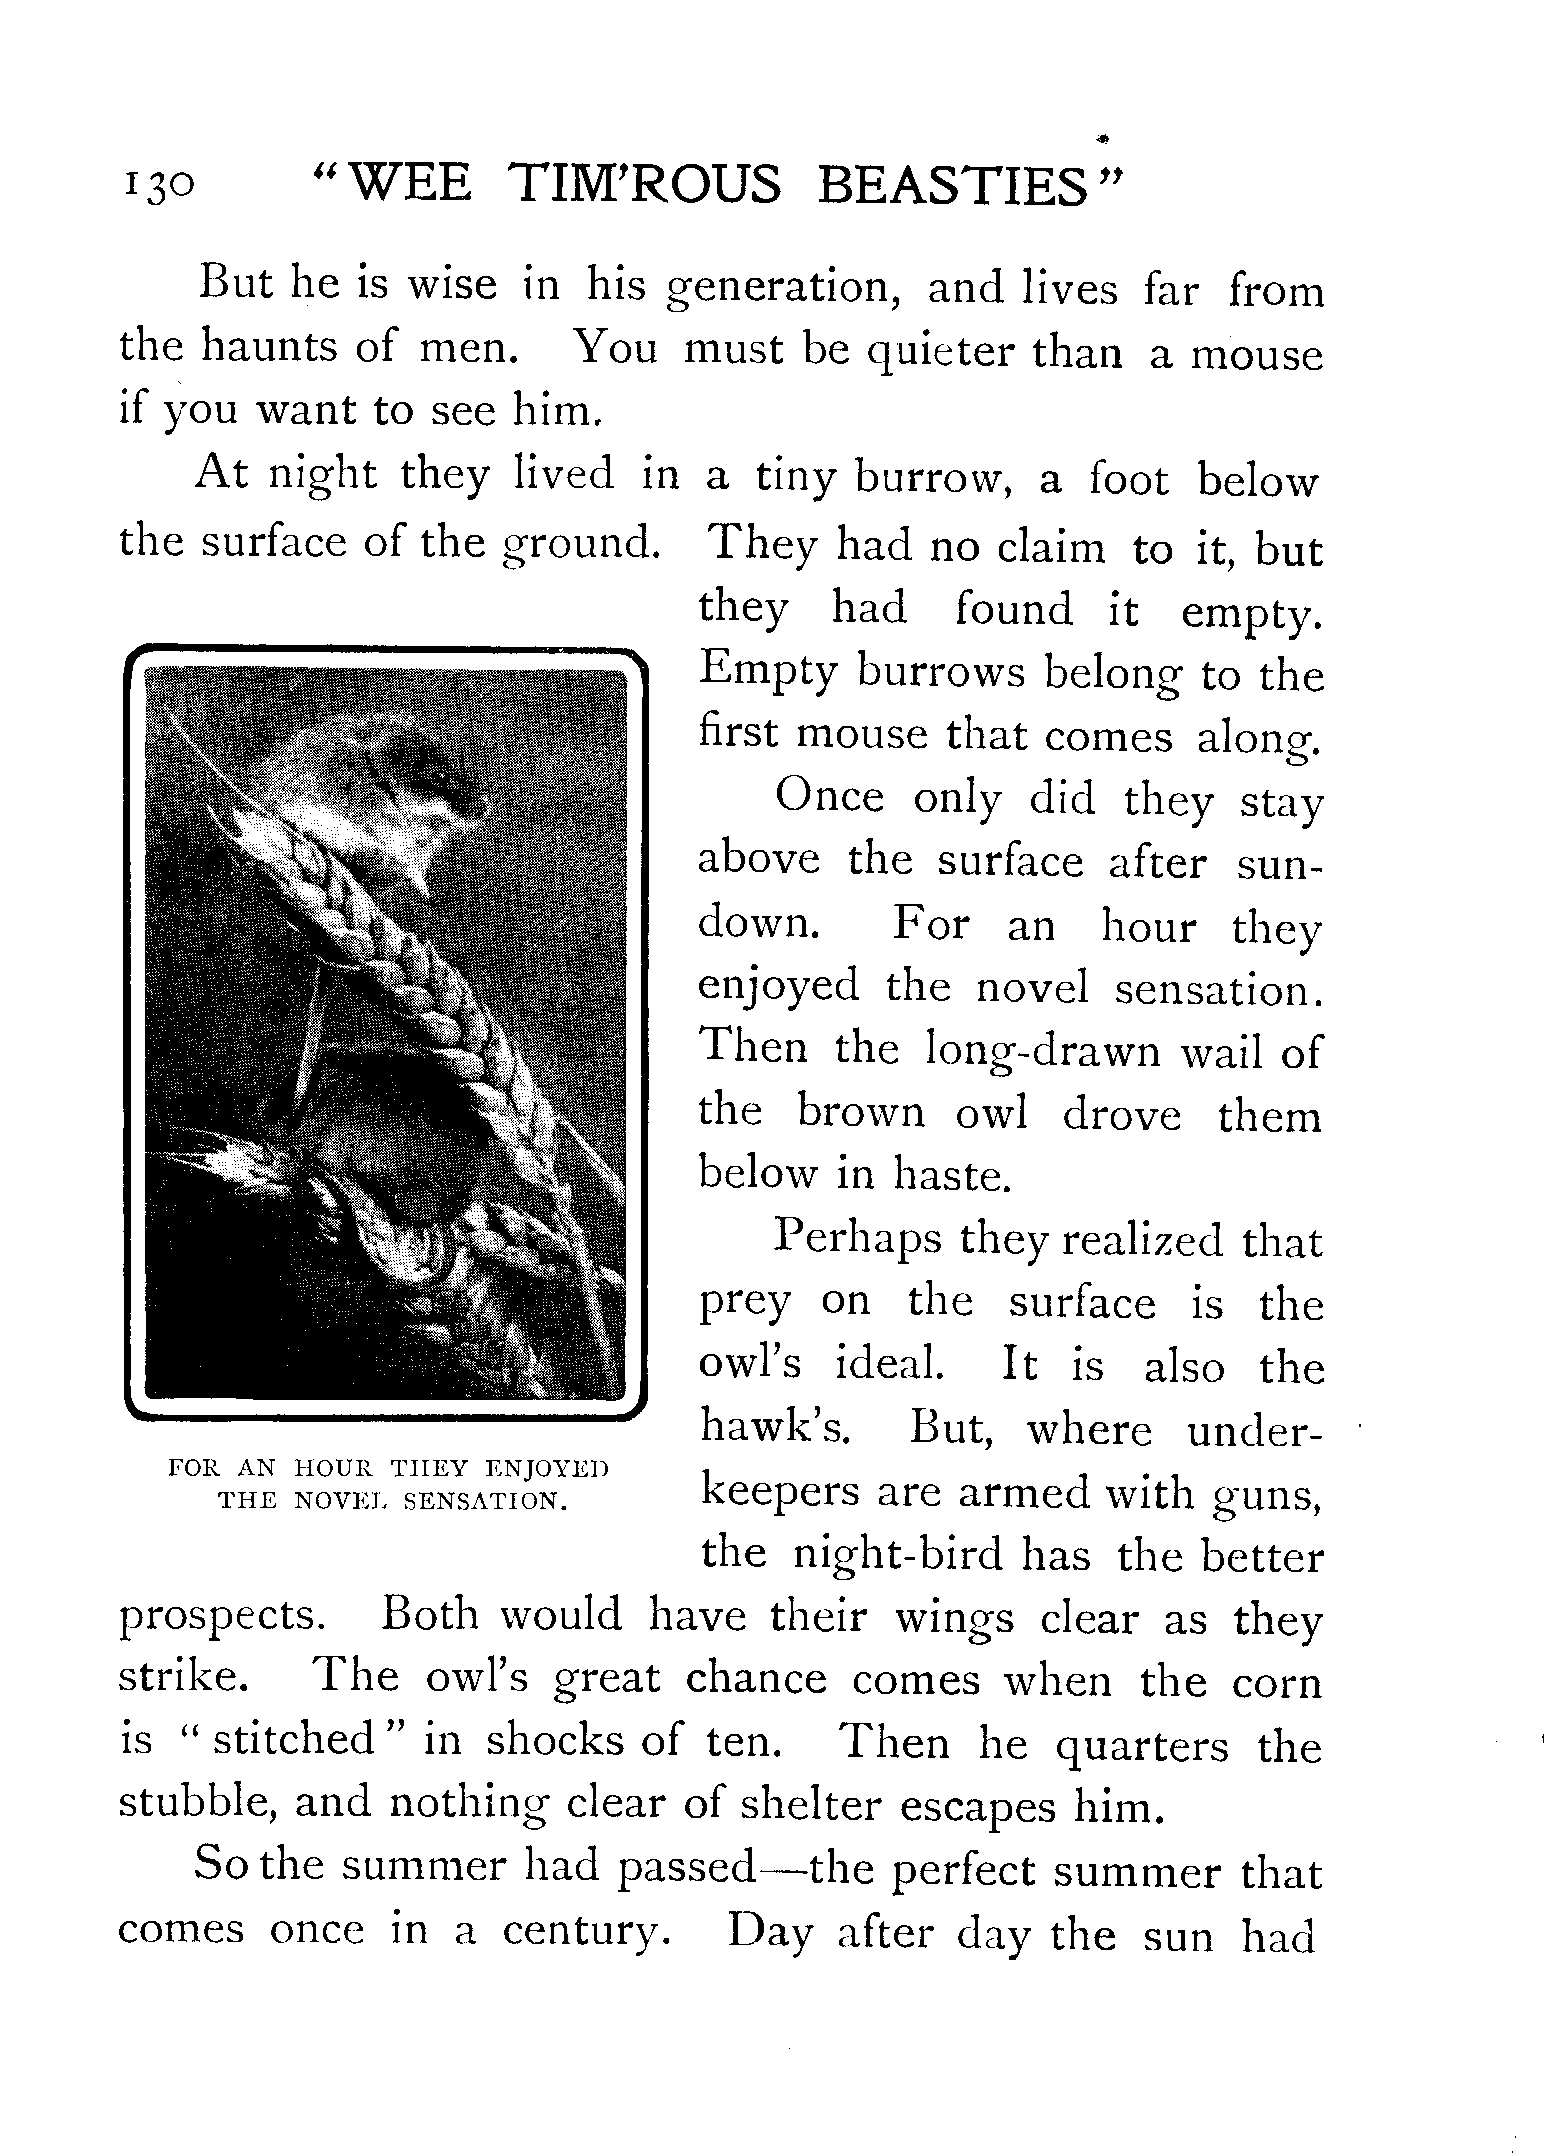 130 "WEE TIM'ROUS BEASTIES"
But he is wise in his generation, and lives far from
the haunts of men. You must be quieter than a mouse
if you want to see him.
At night they lived in a tiny burrow, a foot below
the surface of the ground. They had no claim to it, but
they had found it empty.
Empty burrows belong to the
first mouse that comes along.
Once only did they stay
above the surface after sun-
down. For an hour they
enjoyed the novel sensation.
Then the long-drawn wail of
the brown owl drove them
below in haste.
Perhaps they realized that
prey on the surface is the
owl's ideal. It is also the
hawk's. But, where under-
keepers are armed with guns,
the night-bird has the better
FOR AN HOUR THEY ENJOYED
THE NOVEL SENSATION.
prospects. Both would have their wings clear as they
strike. The owl's great chance comes when the corn
is "stitched" in shocks of ten. Then he quarters the
stubble, and nothing clear of shelter escapes him.
So the summer had passed—the perfect summer that
comes once in a century. Day after day the sun had